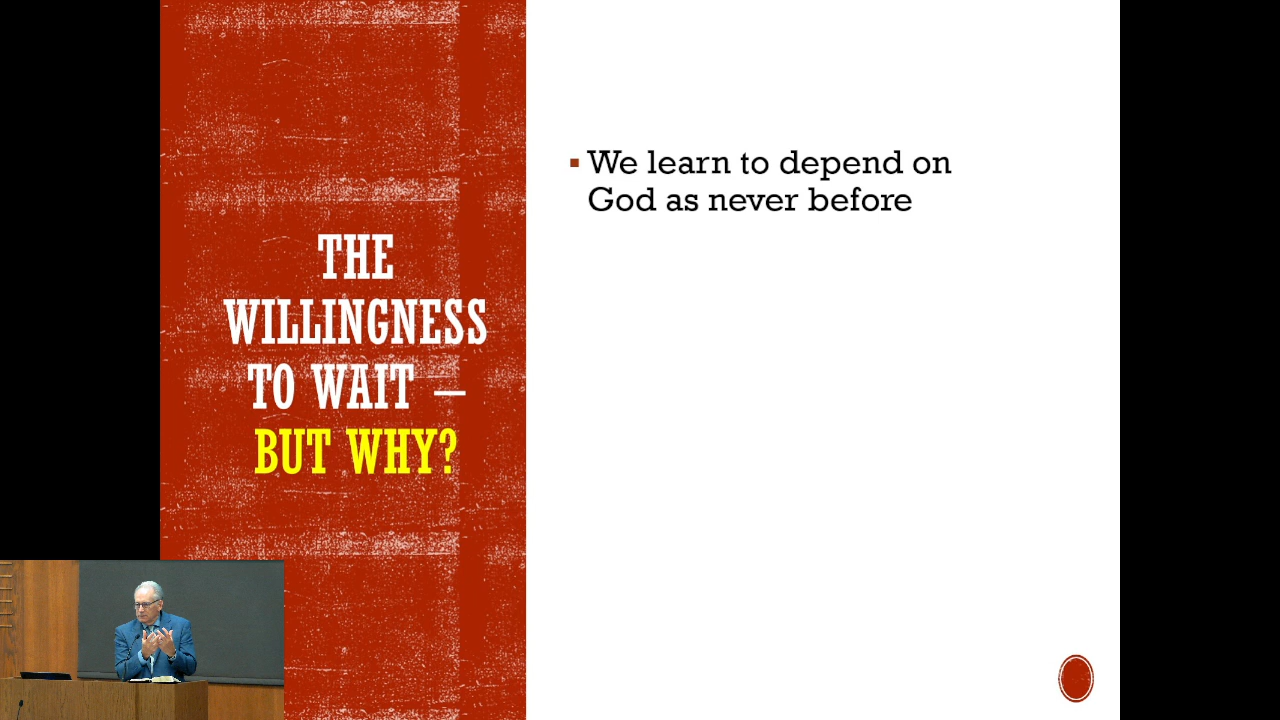 THE
WILLINGNESS
TO WAIT –
BUT WHY?
▪ We learn to depend on
God as never before